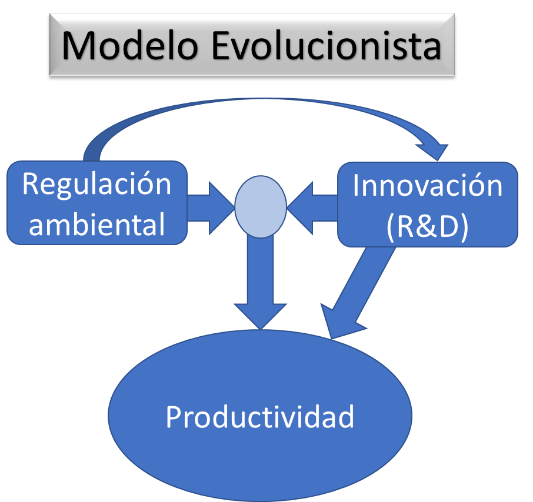 Modelo Evolucionista
Regulación
ambiental
Innovación
(R&D)
Productividad